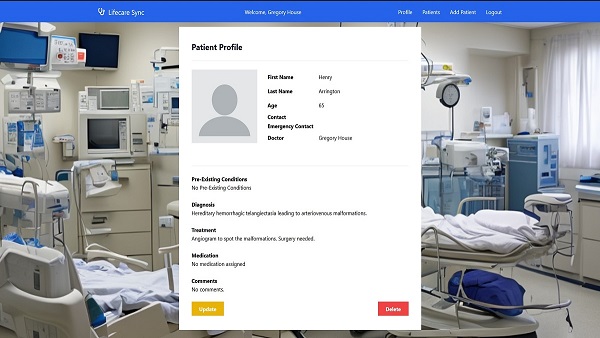 Lifecare Sync
Welcome, Gregory House
Profile Patients Add Patient Logout
Patient Profile
First Name Henry
Last Name Arrington
Age 65
Contact
Emergency Contact
Doctor Gregory House
Pre-Existing Conditions
No Pre-Existing Conditions
Diagnosis
Hereditary hemorrhagic telangiectasia leading to arteriovenous malformations.
Treatment
Angiogram to spot the malformations. Surgery needed.
Medication
No medication assigned
Comments
No comments.
Update Delete